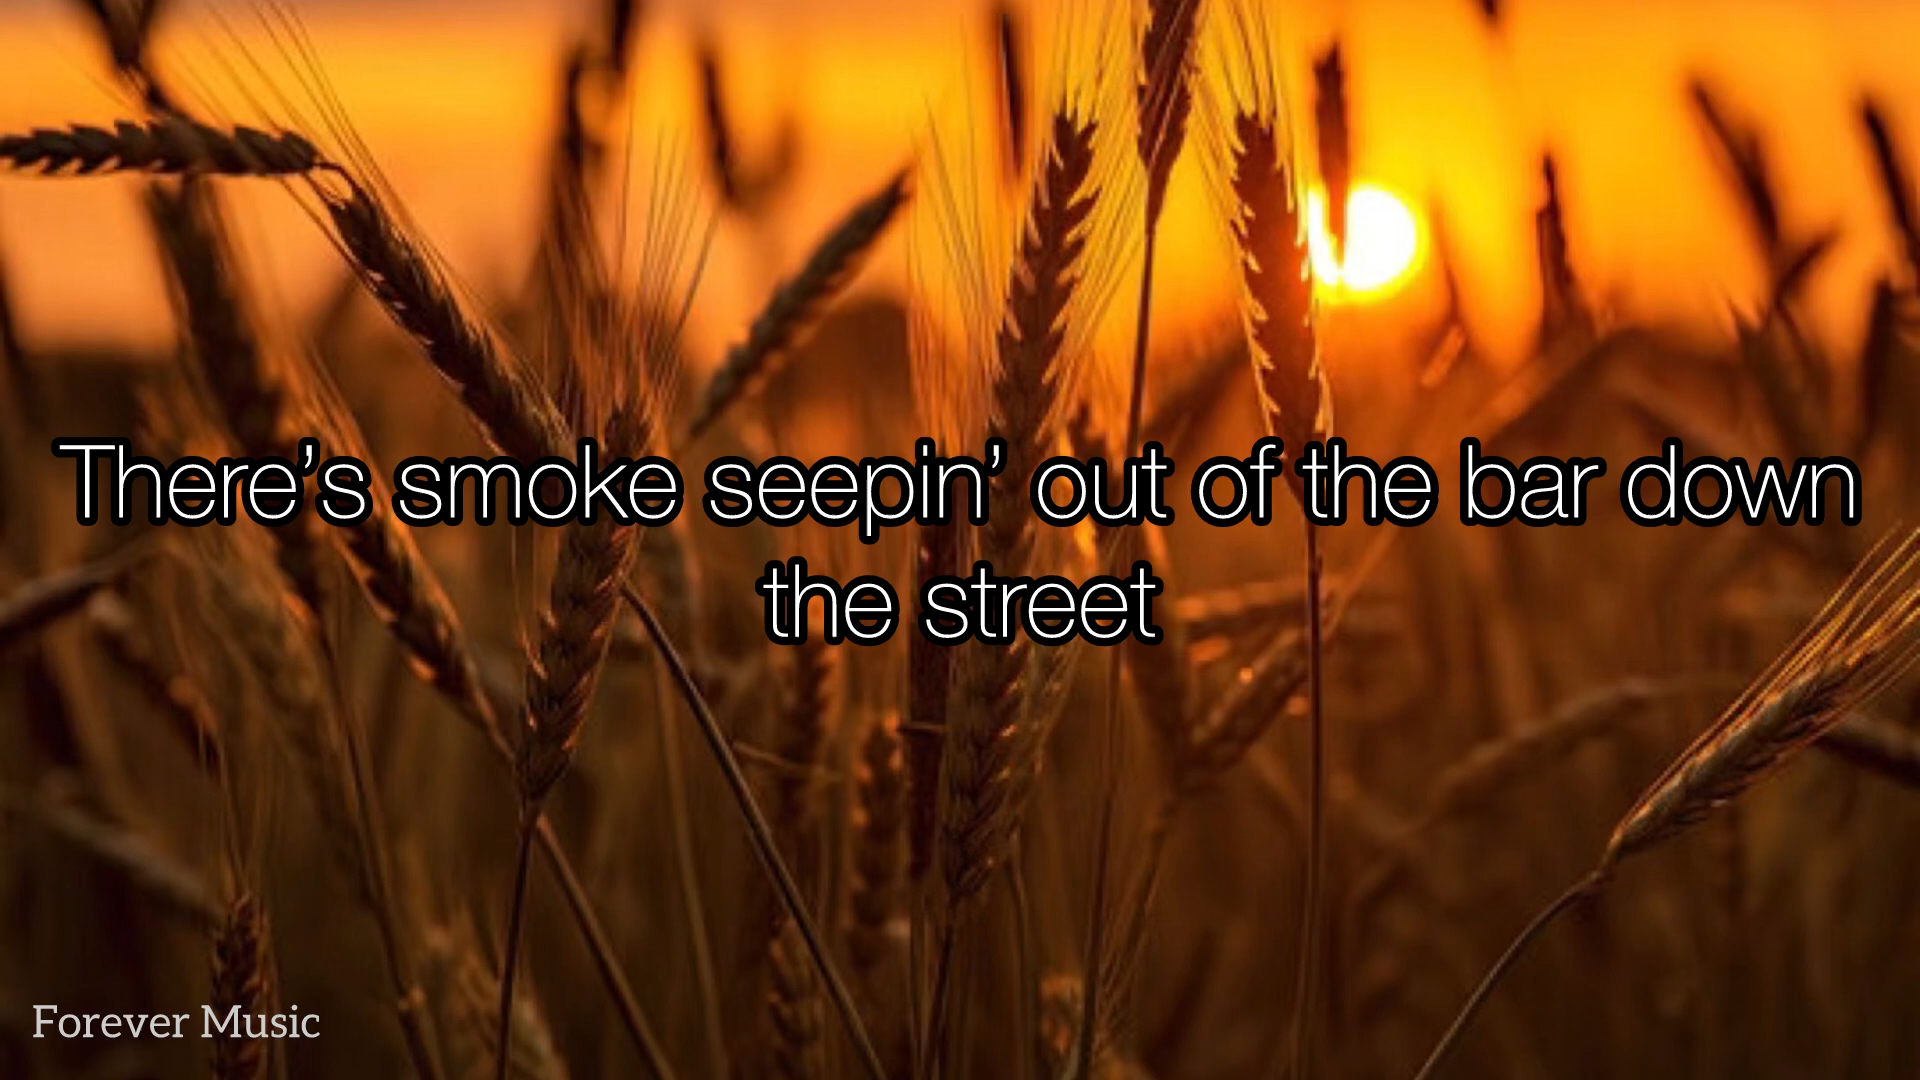 There’s smoke seepin’ out of the bar down
the street
Forever Music